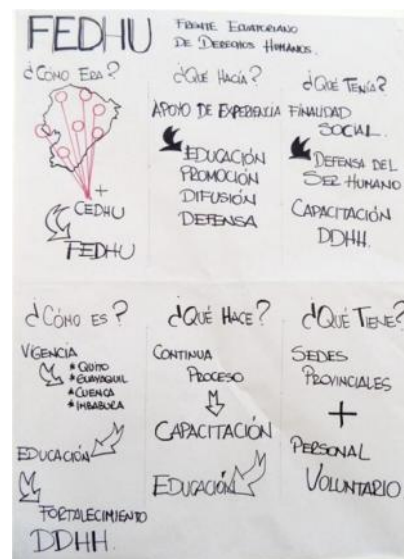 FEDHU
FRENTE ECUATORIANO
DE DERECHOS HUMANOS.
¿CÓMO ERA?
+
CEDHU
FEDHU
¿QUÉ HACÍA?
APOYO DE EXPERIENCIA
EDUCACIÓN
PROMOCIÓN
DIFUSIÓN
DEFENSA
¿QUÉ TENÍA?
FINALIDAD
SOCIAL.
DEFENSA DEL
SER HUMANO
CAPACITACIÓN
DDHH.
¿CÓMO ES?
VIGENCIA
* QUITO
* GUAYAQUIL
* CUENCA
* IMBABURA
EDUCACIÓN
FORTALECIMIENTO
DDHH.
¿QUÉ HACE?
CONTINUA
PROCESO
CAPACITACIÓN
EDUCACIÓN
¿QUÉ TIENE?
SEDES
PROVINCIALES
+
PERSONAL
VOLUNTARIO